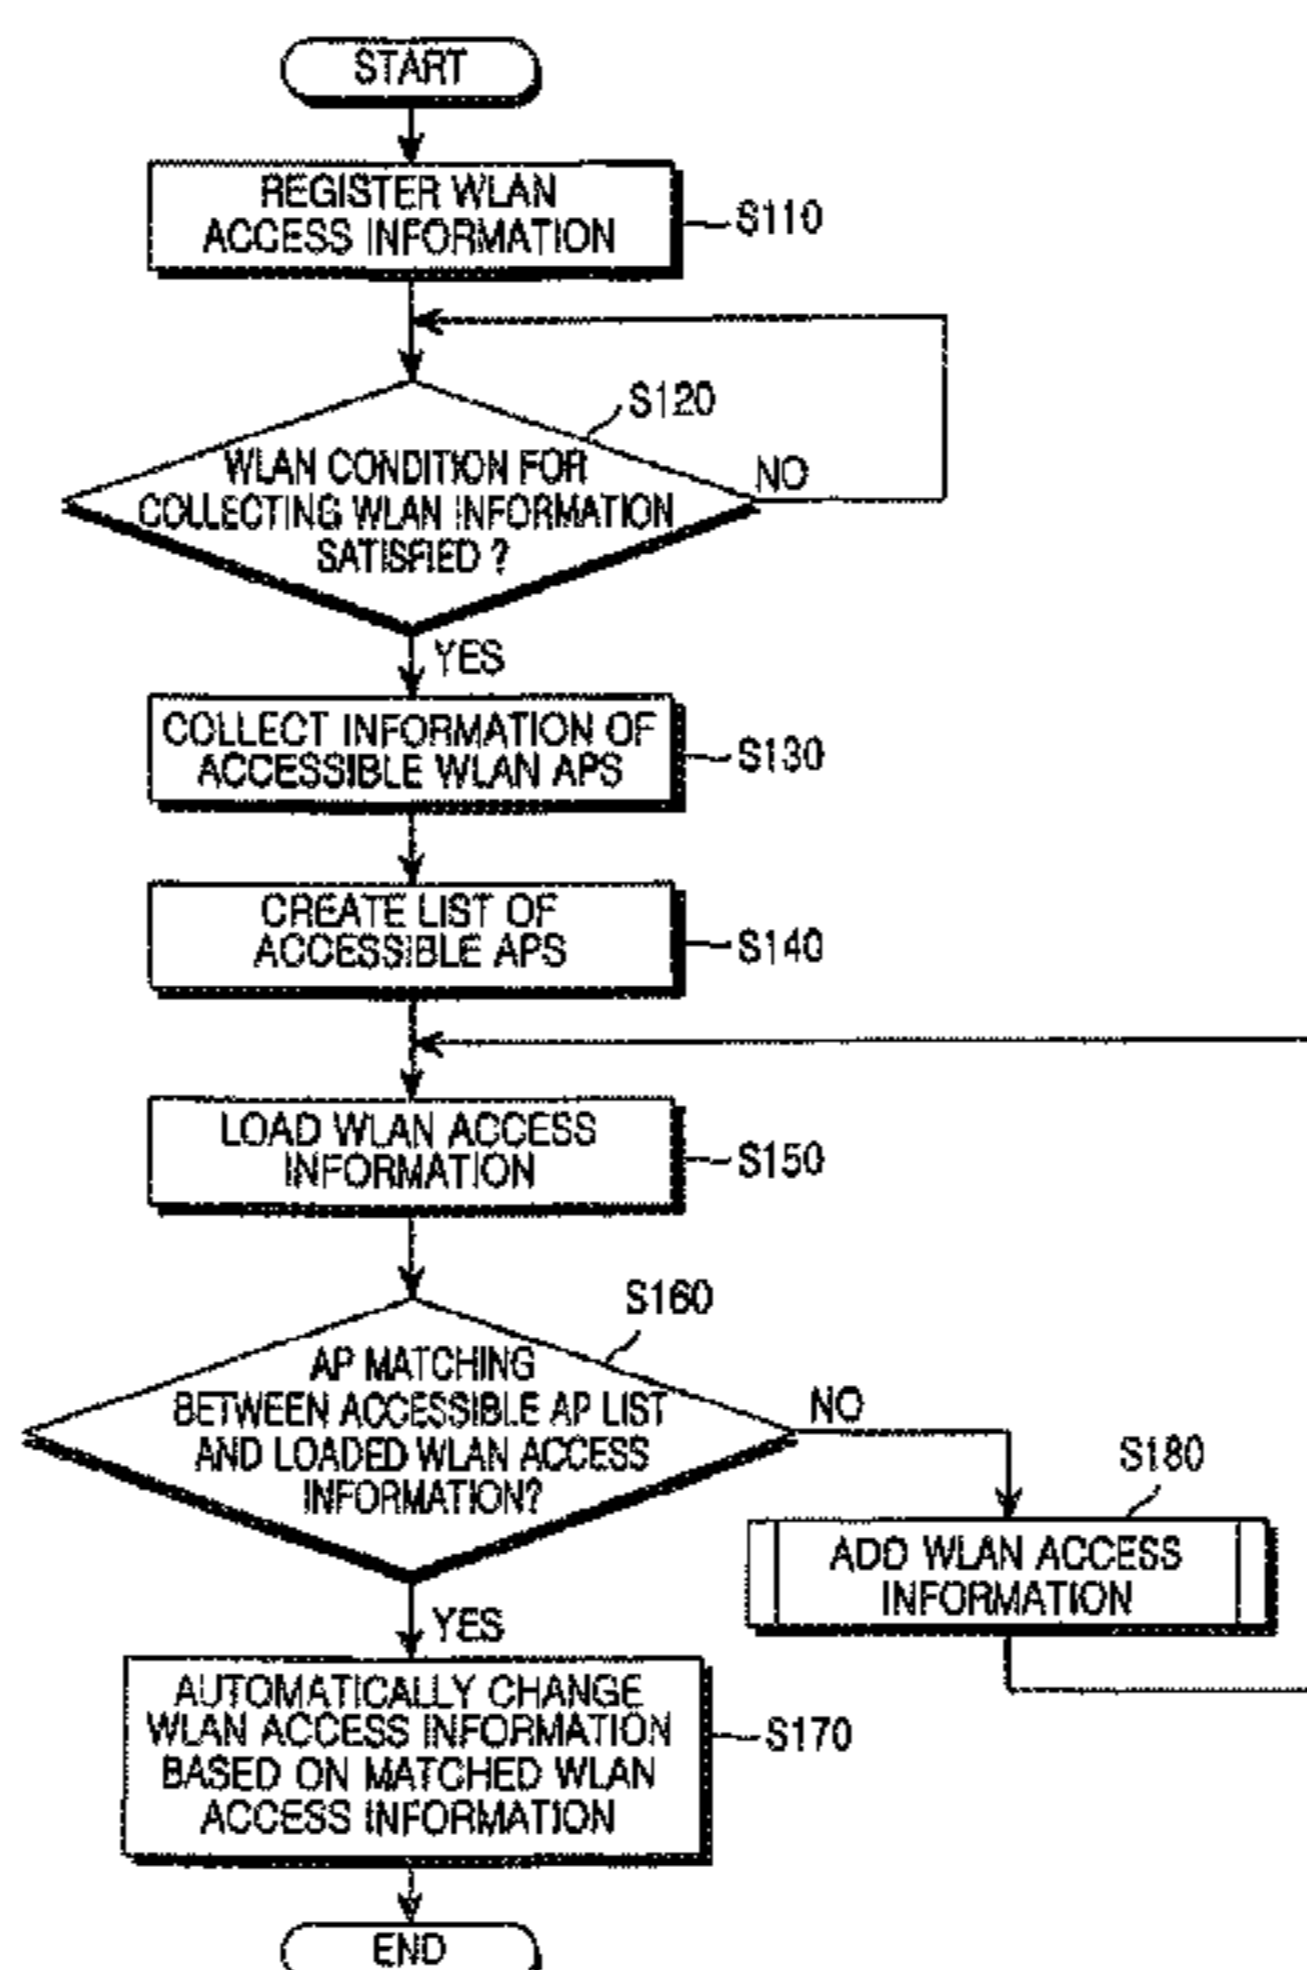 START
REGISTER WLAN
ACCESS INFORMATION
S110
S120
WLAN CONDITION FOR
COLLECTING WLAN INFORMATION
SATISFIED ?
NO
YES
COLLECT INFORMATION OF
ACCESSIBLE WLAN APS
S130
CREATE LIST OF
ACCESSIBLE APS
S140
LOAD WLAN ACCESS
INFORMATION
S150
S160
AP MATCHING
BETWEEN ACCESSIBLE AP LIST
AND LOADED WLAN ACCESS
INFORMATION?
NO
S180
ADD WLAN ACCESS
INFORMATION
YES
AUTOMATICALLY CHANGE
WLAN ACCESS INFORMATION
BASED ON MATCHED WLAN
ACCESS INFORMATION
S170
END